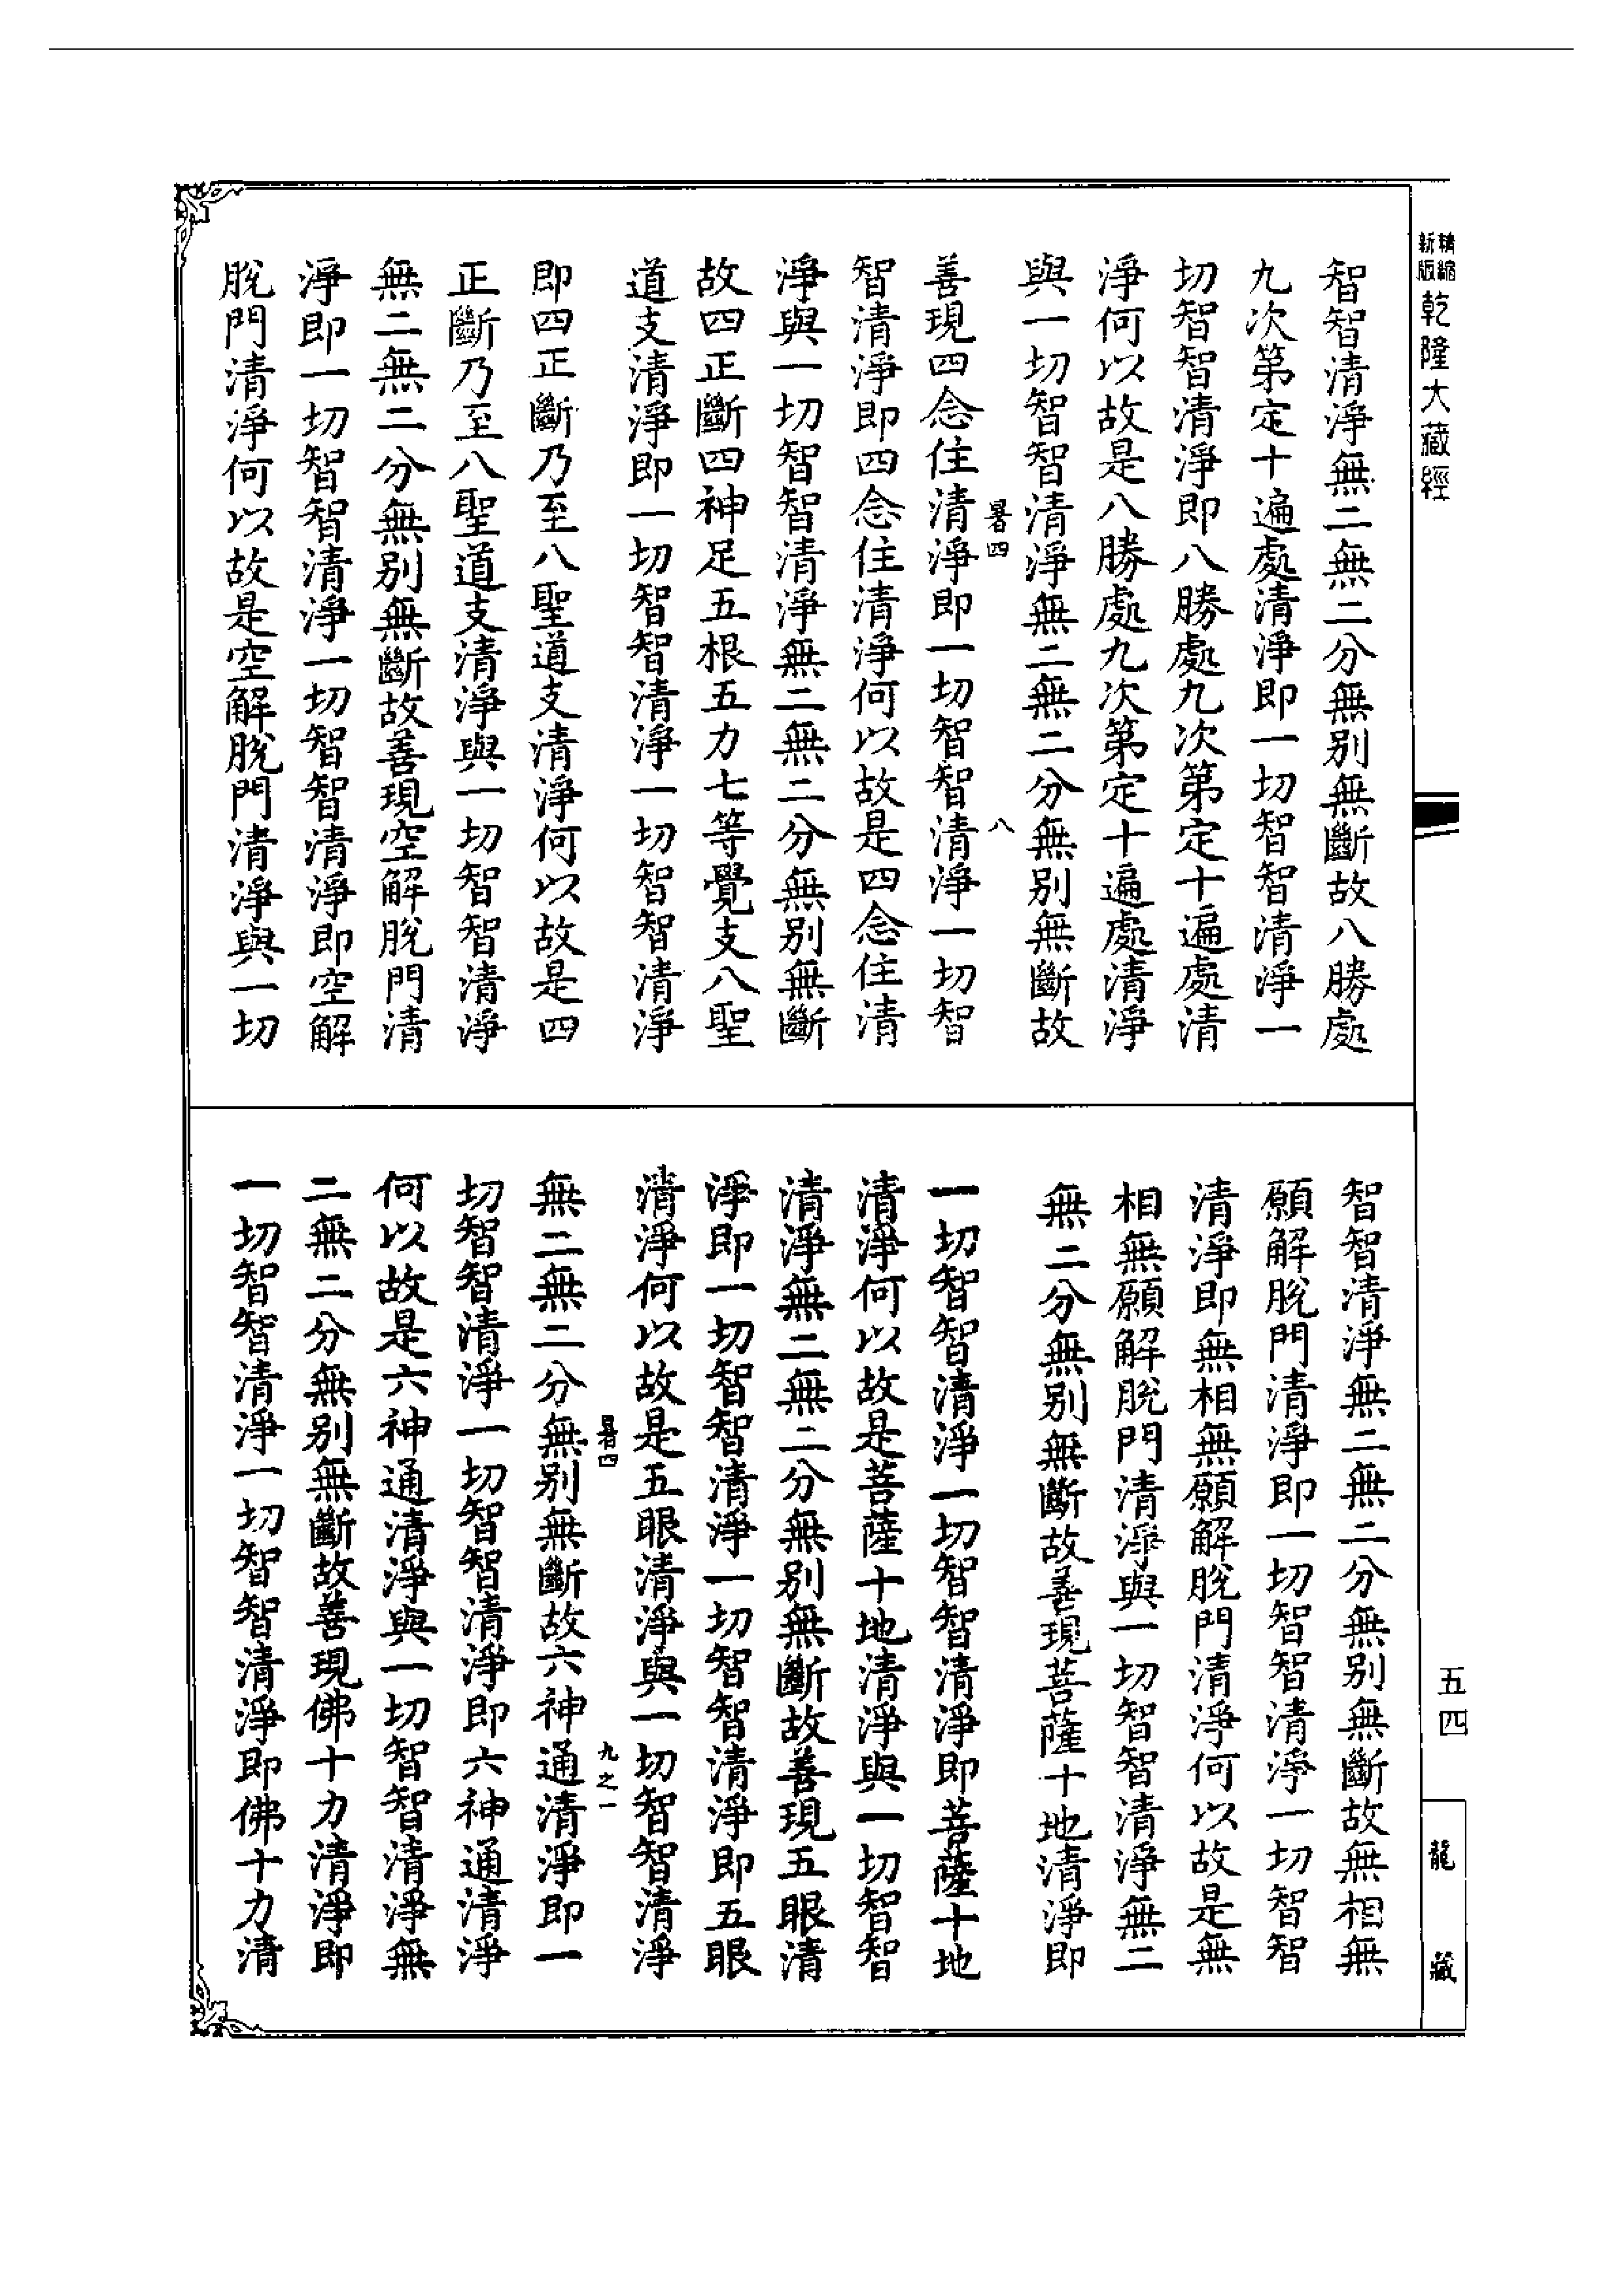 精縮新版乾隆大藏經
智智清淨無二無二分無別無斷故八勝處
九次第定十遍處清淨即一切智智清淨一
切智智清淨即八勝處九次第定十遍處清
淨何以故是八勝處九次第定十遍處清淨
與一切智智清淨無二無二分無別無斷故
暑四 八
善現四念住清淨即一切智智清淨一切智
智清淨即四念住清淨何以故是四念住清
淨與一切智智清淨無二無二分無別無斷
故四正斷四神足五根五力七等覺支八聖
道支清淨即一切智智清淨一切智智清淨
即四正斷乃至八聖道支清淨何以故是四
正斷乃至八聖道支清淨與一切智智清淨
無二無二分無別無斷故善現空解脫門清
淨即一切智智清淨一切智智清淨即空解
脫門清淨何以故是空解脫門清淨與一切
智智清淨無二無二分無別無斷故無相無
願解脫門清淨即一切智智清淨一切智智
清淨即無相無願解脫門清淨何以故是無
相無願解脫門清淨與一切智智清淨無二
無二分無別無斷故善現菩薩十地清淨即
一切智智清淨一切智智清淨即菩薩十地
清淨何以故是菩薩十地清淨與一切智智
清淨無二無二分無別無斷故善現五眼清
淨即一切智智清淨一切智智清淨即五眼
清淨何以故是五眼清淨與一切智智清淨
暑四 九之一
無二無二分無別無斷故六神通清淨即一
切智智清淨一切智智清淨即六神通清淨
何以故是六神通清淨與一切智智清淨無
二無二分無別無斷故善現佛十力清淨即
一切智智清淨一切智智清淨即佛十力清
五四
龍藏